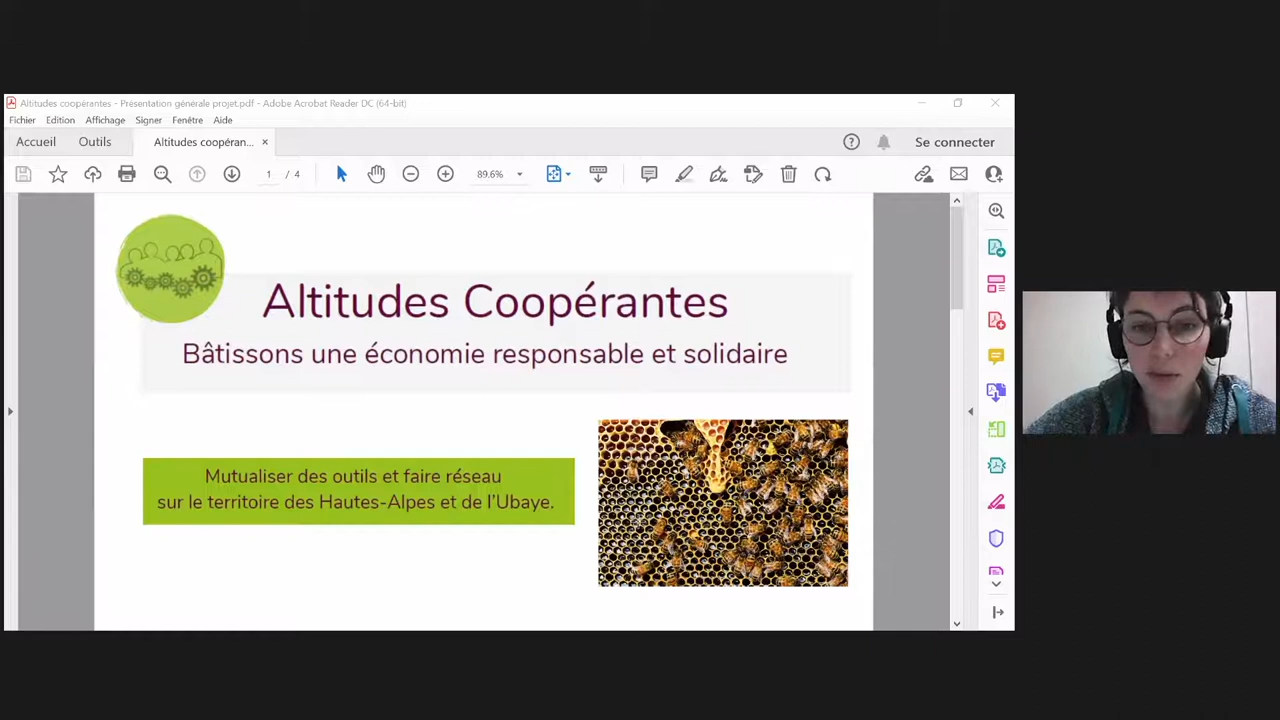 Altitudes coopérantes - Présentation générale projet.pdf - Adobe Acrobat Reader DC (64-bit)
Fichier Edition Affichage Signer Fenêtre Aide
Accueil Outils Altitudes coopéran... × Se connecter
1 / 4 89.6%
Altitudes Coopérantes
Bâtissons une économie responsable et solidaire
Mutualiser des outils et faire réseau
sur le territoire des Hautes-Alpes et de l'Ubaye.